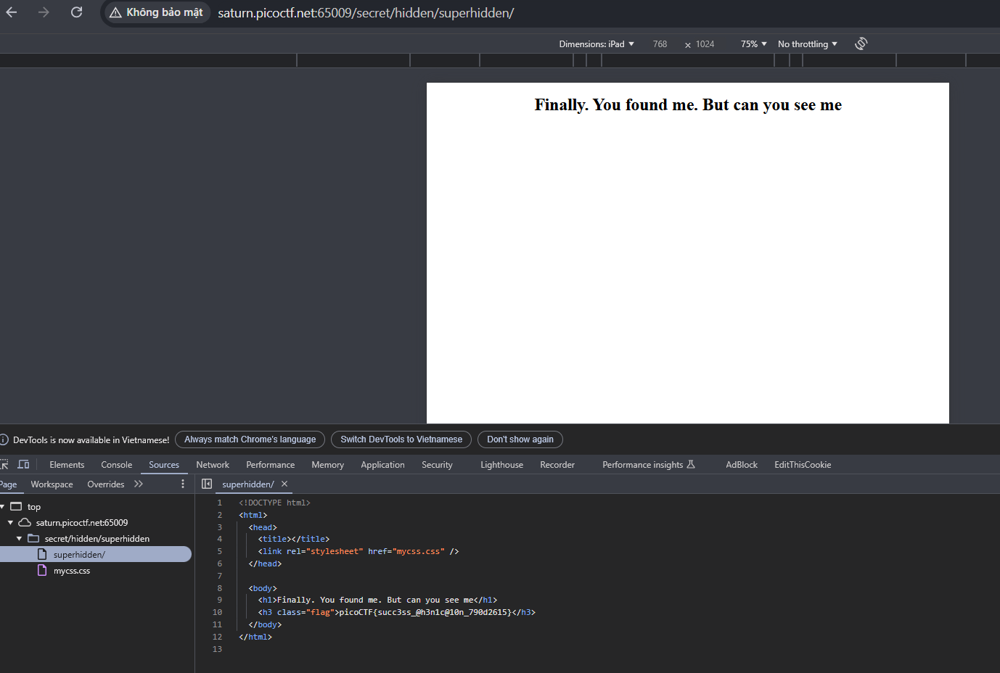 Không bảo mật saturn.picoctf.net:65009/secret/hidden/superhidden/
Dimensions: iPad 768 × 1024 75% No throttling
Finally. You found me. But can you see me
DevTools is now available in Vietnamese! Always match Chrome's language Switch DevTools to Vietnamese Don't show again
Elements Console Sources Network Performance Memory Application Security Lighthouse Recorder Performance insights AdBlock EditThisCookie
Page Workspace Overrides superhidden/
top
saturn.picoctf.net:65009
secret/hidden/superhidden
superhidden/
mycss.css
1 <!DOCTYPE html>
2 <html>
3 <head>
4 <title></title>
5 <link rel="stylesheet" href="mycss.css" />
6 </head>
7
8 <body>
9 <h1>Finally. You found me. But can you see me</h1>
10 <h3 class="flag">picoCTF{succ3ss_@h3n1c@10n_790d2615}</h3>
11 </body>
12 </html>
13